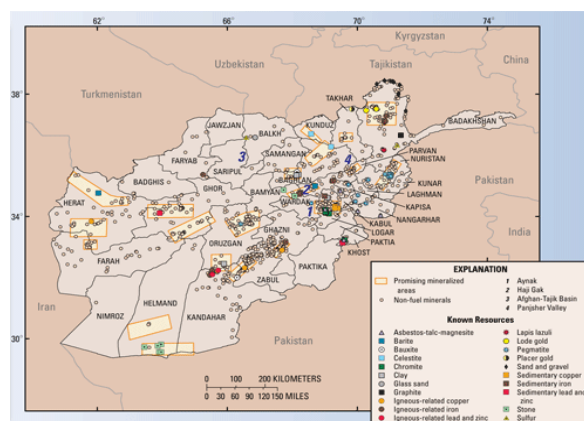 62°
66°
70°
74°
Kyrgyzstan
Uzbekistan
Tajikistan
China
Turkmenistan
38°
38°
TAKHAR
BADAKHSHAN
JAWZJAN
KUNDUZ
BALKH
3
4
SAMANGAN
PARVAN
NURISTAN
FARYAB
SARIPUL
BAGHLAN
BADGHIS
KUNAR
2
GHOR
BAMYAN
LAGHMAN
Pakistan
HERAT
WARDAK
KAPISA
34°
34°
1
KABUL
NANGARHAR
LOGAR
GHAZNI
PAKTIA
India
ORUZGAN
KHOST
FARAH
PAKTIKA
ZABUL
Iran
HELMAND
NIMROZ
KANDAHAR
30°
30°
Pakistan
0 100 200 KILOMETERS
0 50 100 150 MILES
EXPLANATION
Promising mineralized areas
Non-fuel minerals
1 Aynak
2 Haji Gak
3 Afghan-Tajik Basin
4 Panjsher Valley
Known Resources
Asbestos-talc-magnesite
Barite
Bauxite
Celestite
Chromite
Clay
Glass sand
Graphite
Igneous-related copper
Igneous-related iron
Igneous-related lead and zinc
Lapis lazuli
Lode gold
Pegmatite
Placer gold
Sand and gravel
Sedimentary copper
Sedimentary iron
Sedimentary lead and zinc
Stone
Sulfur